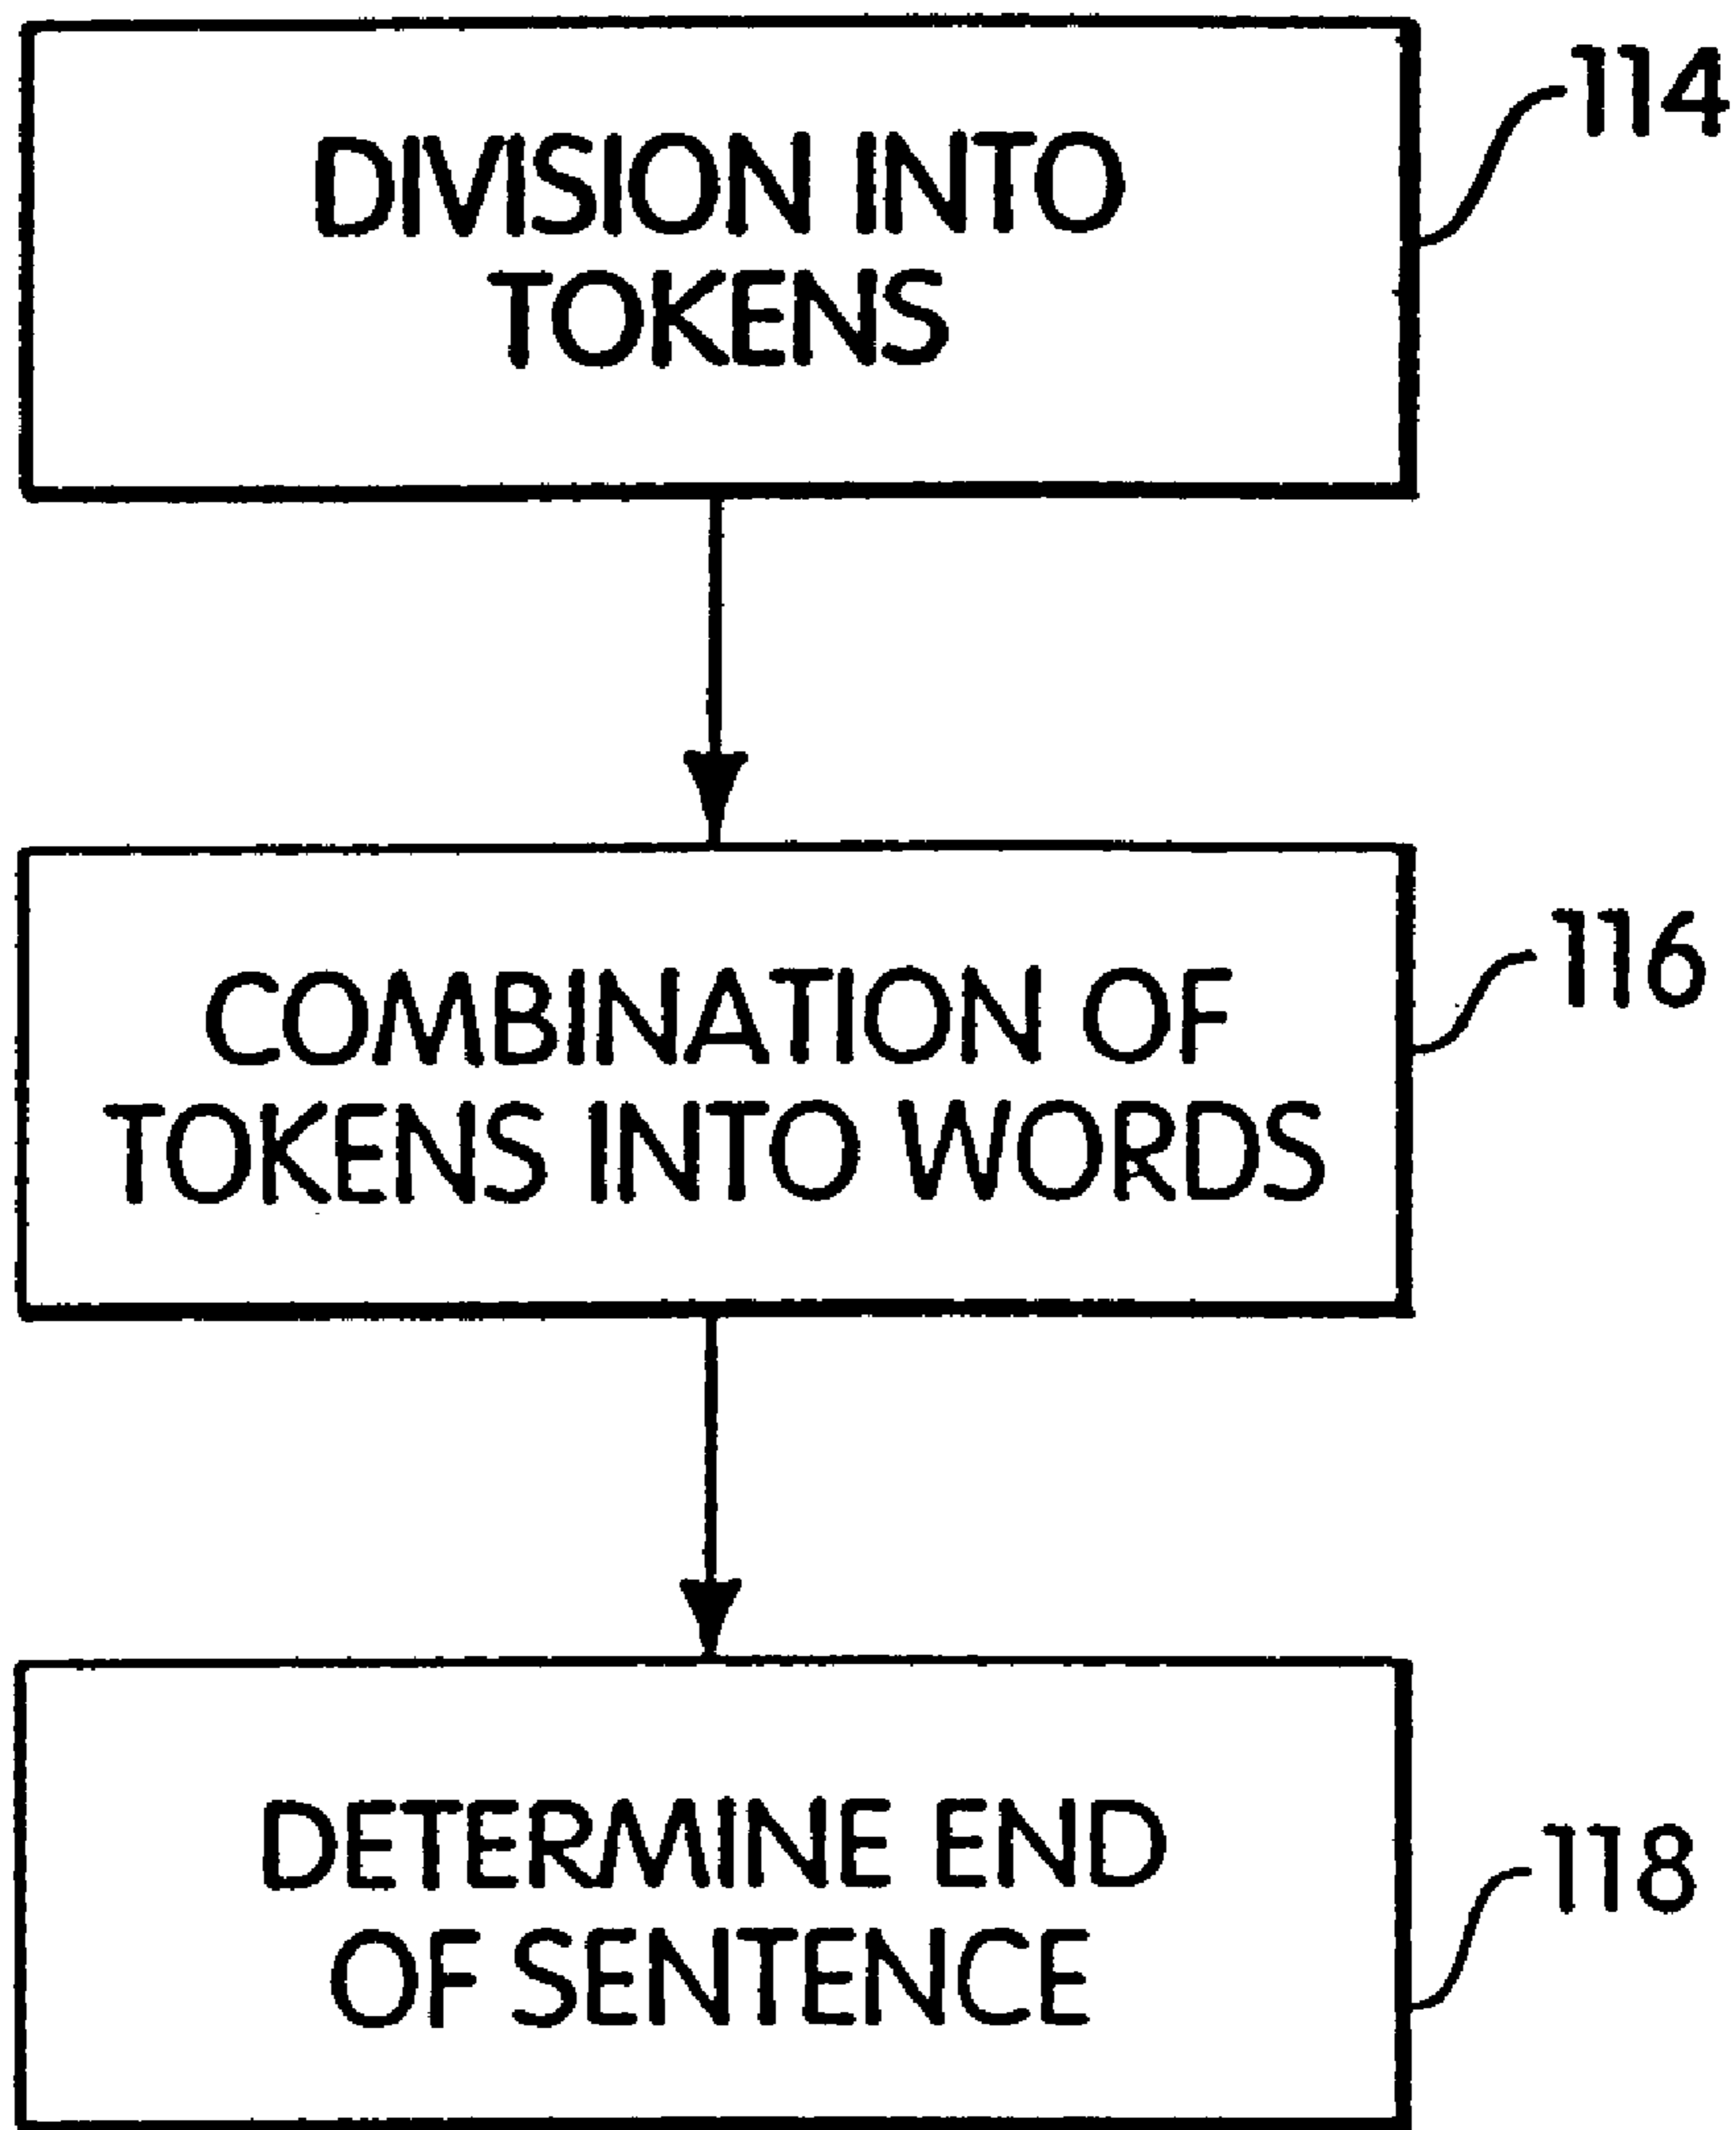 114
DIVISION INTO
TOKENS
116
COMBINATION OF
TOKENS INTO WORDS
118
DETERMINE END
OF SENTENCE